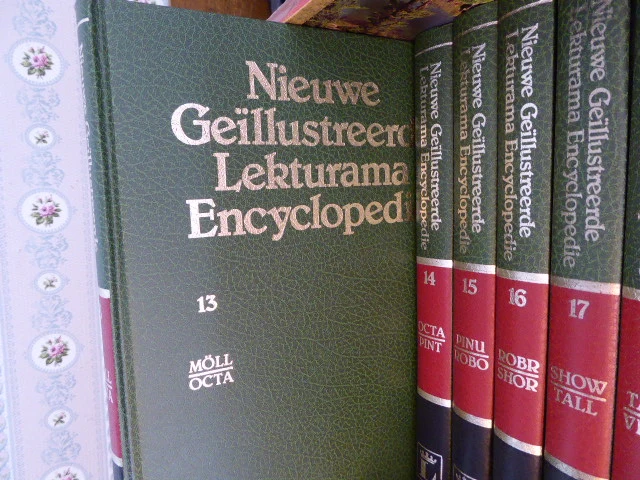 Nieuwe
Geïllustreerde
Lekturama
Encyclopedie
13
MÖLL
OCTA
Nieuwe Geïllustreerde
Lekturama Encyclopedie
14
OCTA
PINT
Nieuwe Geïllustreerde
Lekturama Encyclopedie
15
PINU
ROBO
Nieuwe Geïllustreerde
Lekturama Encyclopedie
16
ROBR
SHOR
Nieuwe Geïllustreerde
Lekturama Encyclopedie
17
SHOW
TALL